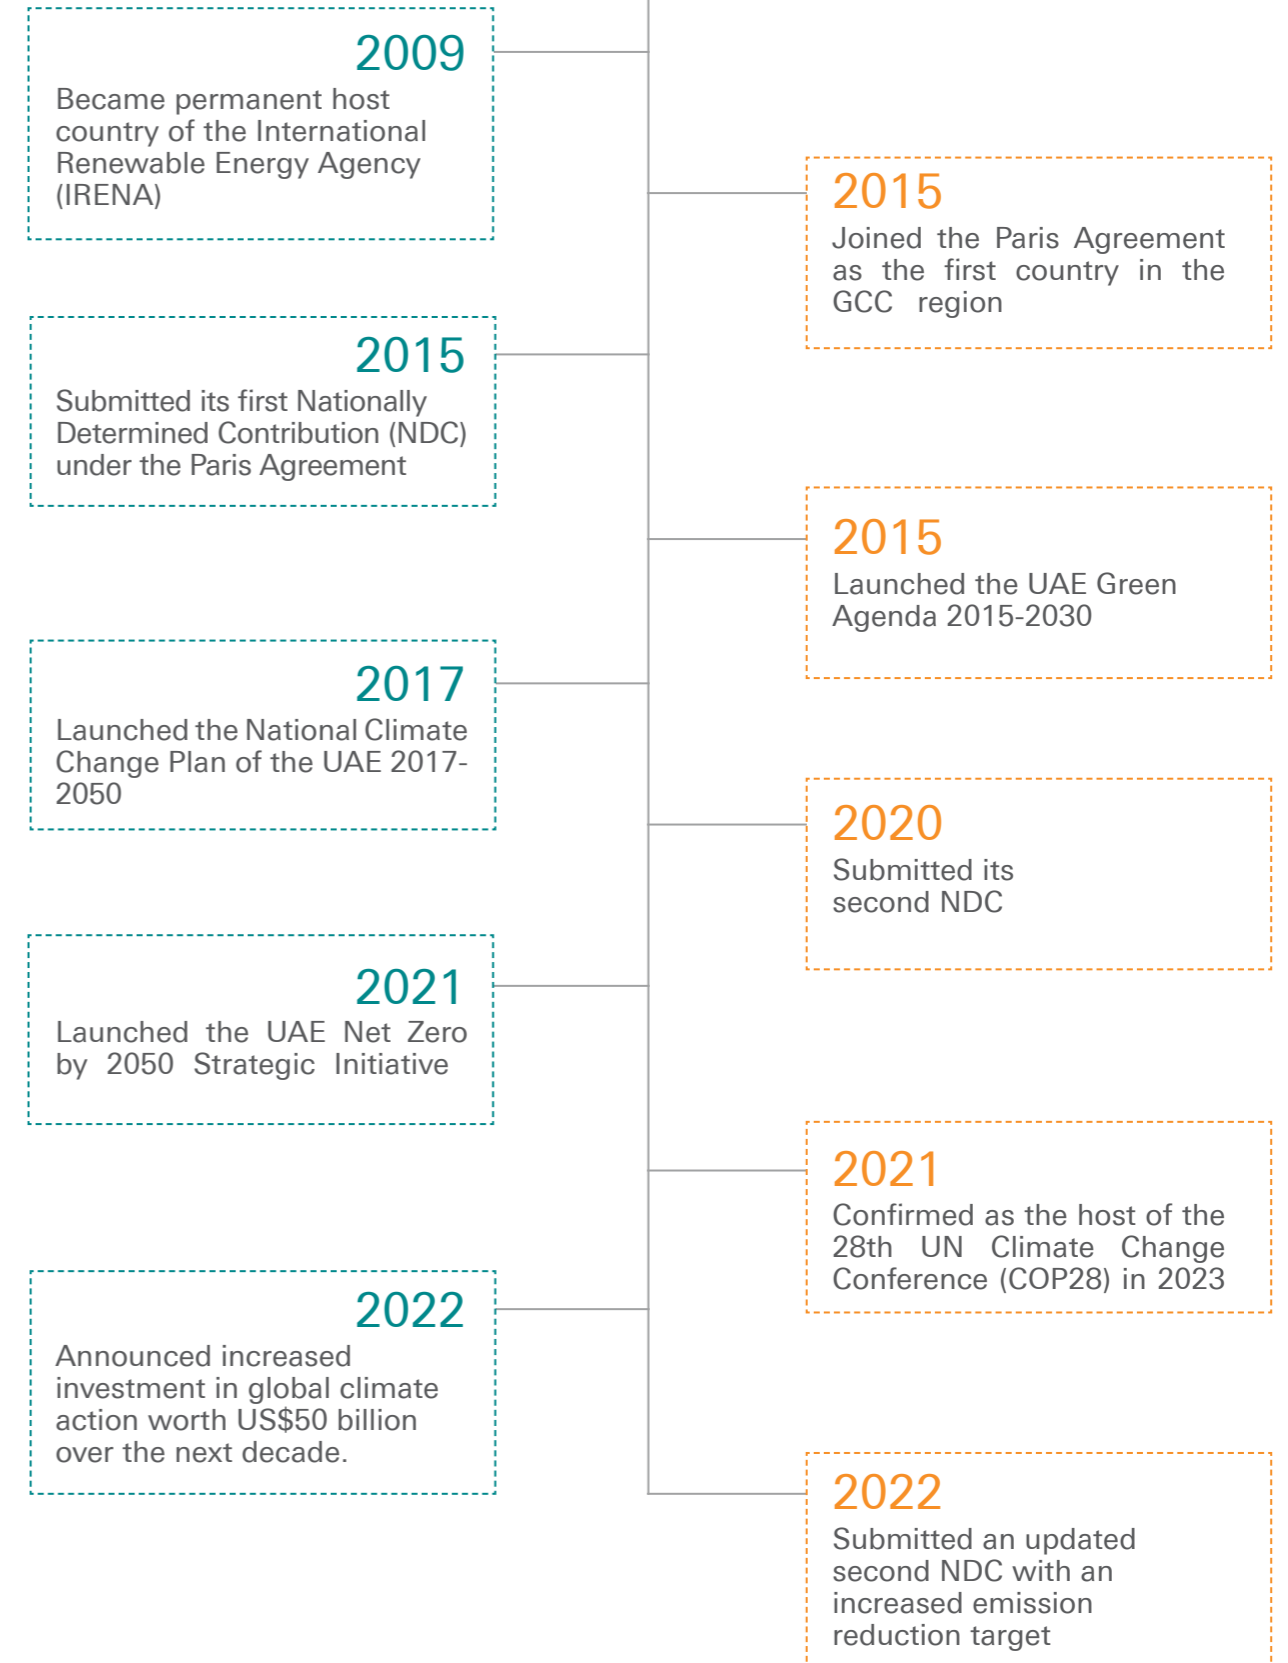 2009
Became permanent host
country of the International
Renewable Energy Agency
(IRENA)
2015
Joined the Paris Agreement
as the first country in the
GCC region
2015
Submitted its first Nationally
Determined Contribution (NDC)
under the Paris Agreement
2015
Launched the UAE Green
Agenda 2015-2030
2017
Launched the National Climate
Change Plan of the UAE 2017-
2050
2020
Submitted its
second NDC
2021
Launched the UAE Net Zero
by 2050 Strategic Initiative
2021
Confirmed as the host of the
28th UN Climate Change
Conference (COP28) in 2023
2022
Announced increased
investment in global climate
action worth US$50 billion
over the next decade.
2022
Submitted an updated
second NDC with an
increased emission
reduction target